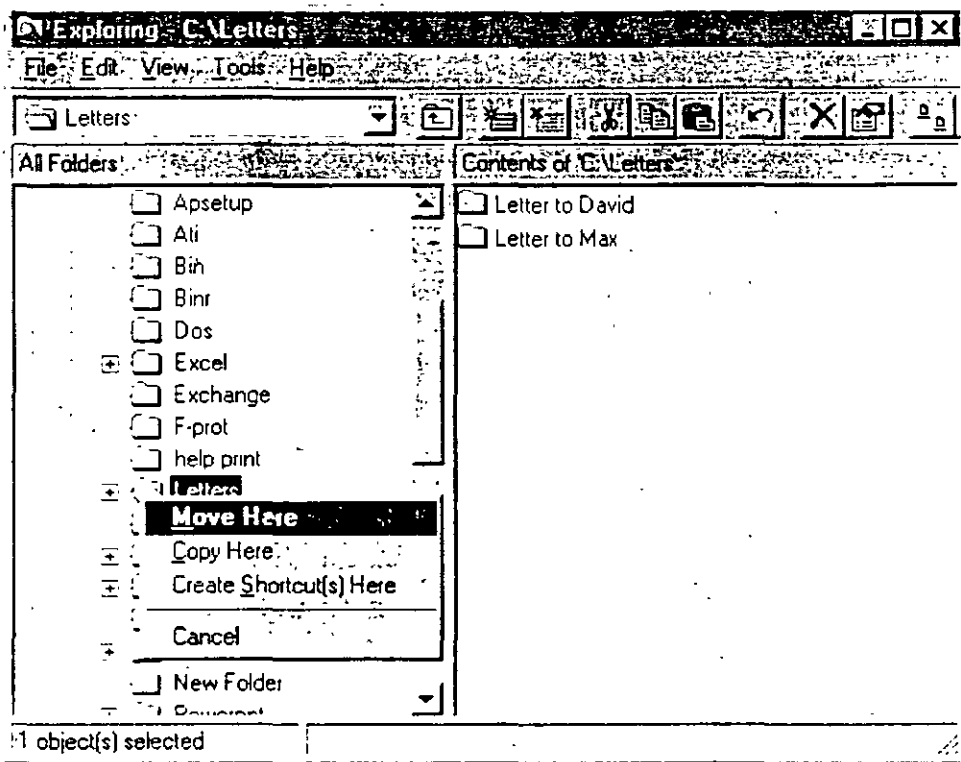 Exploring - C:\Letters
File Edit View Tools Help
Letters
All Folders
Contents of 'C:\Letters'
Apsetup
Ati
Bih
Binr
Dos
Excel
Exchange
F-prot
help print
Letters
Move Here
Copy Here
Create Shortcut(s) Here
Cancel
New Folder
Letter to David
Letter to Max
1 object(s) selected